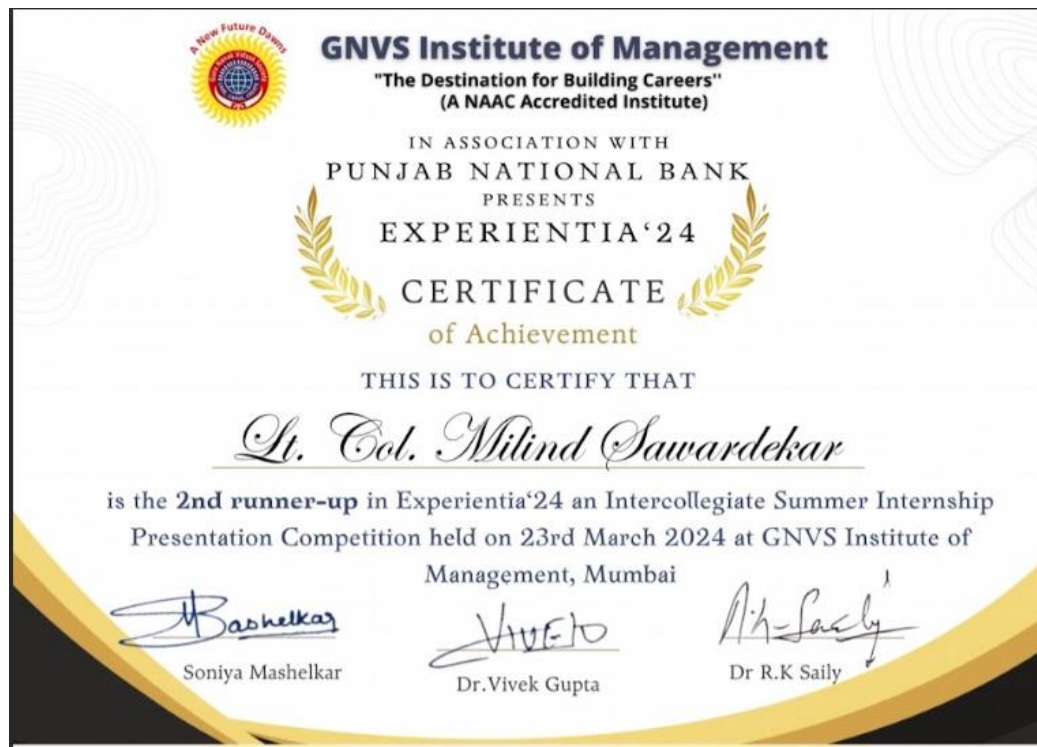 A New Future Dawns
GNVS Institute of Management
"The Destination for Building Careers"
(A NAAC Accredited Institute)
IN ASSOCIATION WITH
PUNJAB NATIONAL BANK
PRESENTS
EXPERIENTIA‘24
CERTIFICATE
of Achievement
THIS IS TO CERTIFY THAT
Lt. Col. Milind Sawardekar
is the 2nd runner-up in Experientia‘24 an Intercollegiate Summer Internship
Presentation Competition held on 23rd March 2024 at GNVS Institute of
Management, Mumbai
Soniya Mashelkar
Dr.Vivek Gupta
Dr R.K Saily